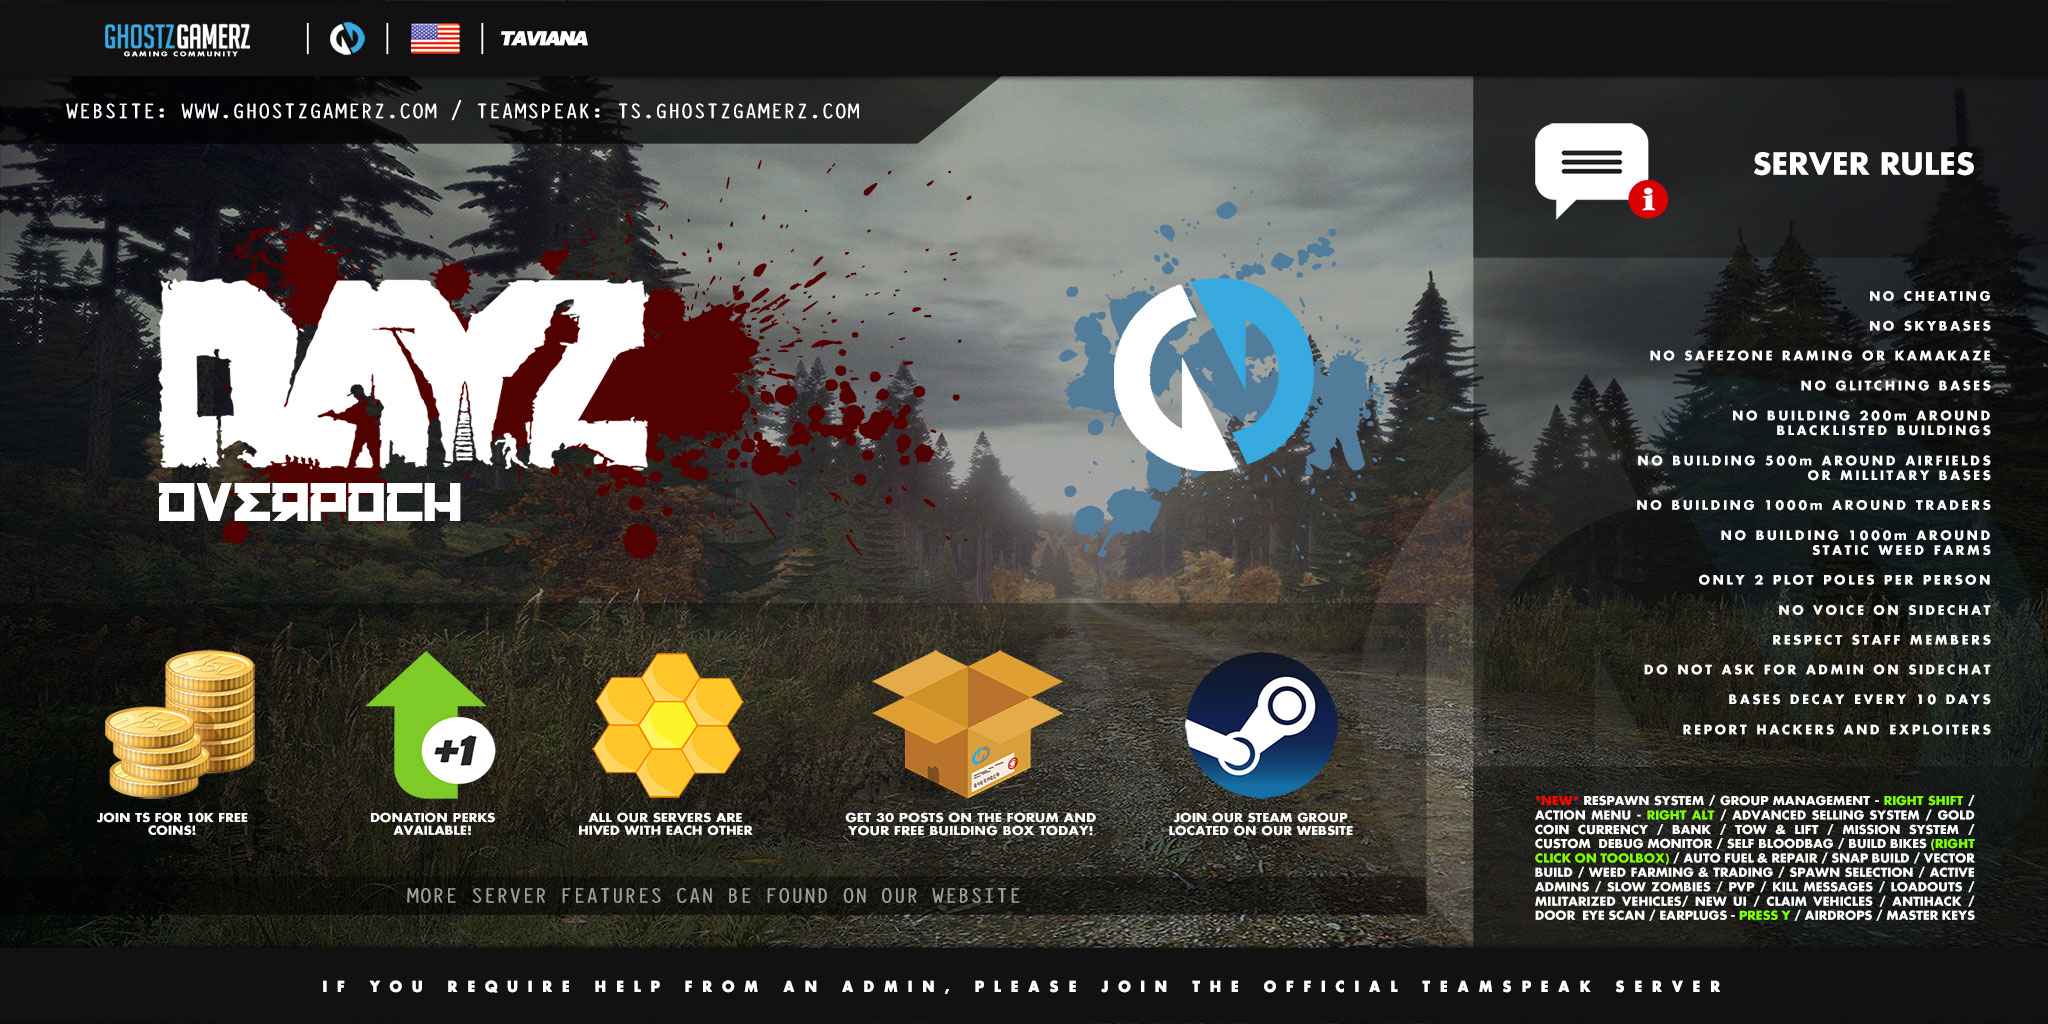 GHOSTZGAMERZ
GAMING COMMUNITY
TAVIANA
WEBSITE: WWW.GHOSTZGAMERZ.COM / TEAMSPEAK: TS.GHOSTZGAMERZ.COM
DAYZ
OVERPOCH
JOIN TS FOR 10K FREE
COINS!
+1
DONATION PERKS
AVAILABLE!
ALL OUR SERVERS ARE
HIVED WITH EACH OTHER
GET 30 POSTS ON THE FORUM AND
YOUR FREE BUILDING BOX TODAY!
JOIN OUR STEAM GROUP
LOCATED ON OUR WEBSITE
MORE SERVER FEATURES CAN BE FOUND ON OUR WEBSITE
i
SERVER RULES
NO CHEATING
NO SKYBASES
NO SAFEZONE RAMING OR KAMAKAZE
NO GLITCHING BASES
NO BUILDING 200m AROUND
BLACKLISTED BUILDINGS
NO BUILDING 500m AROUND AIRFIELDS
OR MILLITARY BASES
NO BUILDING 1000m AROUND TRADERS
NO BUILDING 1000m AROUND
STATIC WEED FARMS
ONLY 2 PLOT POLES PER PERSON
NO VOICE ON SIDECHAT
RESPECT STAFF MEMBERS
DO NOT ASK FOR ADMIN ON SIDECHAT
BASES DECAY EVERY 10 DAYS
REPORT HACKERS AND EXPLOITERS
*NEW* RESPAWN SYSTEM / GROUP MANAGEMENT - RIGHT SHIFT /
ACTION MENU - RIGHT ALT / ADVANCED SELLING SYSTEM / GOLD
COIN CURRENCY / BANK / TOW & LIFT / MISSION SYSTEM /
CUSTOM DEBUG MONITOR / SELF BLOODBAG / BUILD BIKES (RIGHT
CLICK ON TOOLBOX) / AUTO FUEL & REPAIR / SNAP BUILD / VECTOR
BUILD / WEED FARMING & TRADING / SPAWN SELECTION / ACTIVE
ADMINS / SLOW ZOMBIES / PVP / KILL MESSAGES / LOADOUTS /
MILITARIZED VEHICLES/ NEW UI / CLAIM VEHICLES / ANTIHACK /
DOOR EYE SCAN / EARPLUGS - PRESS Y / AIRDROPS / MASTER KEYS
IF YOU REQUIRE HELP FROM AN ADMIN, PLEASE JOIN THE OFFICIAL TEAMSPEAK SERVER